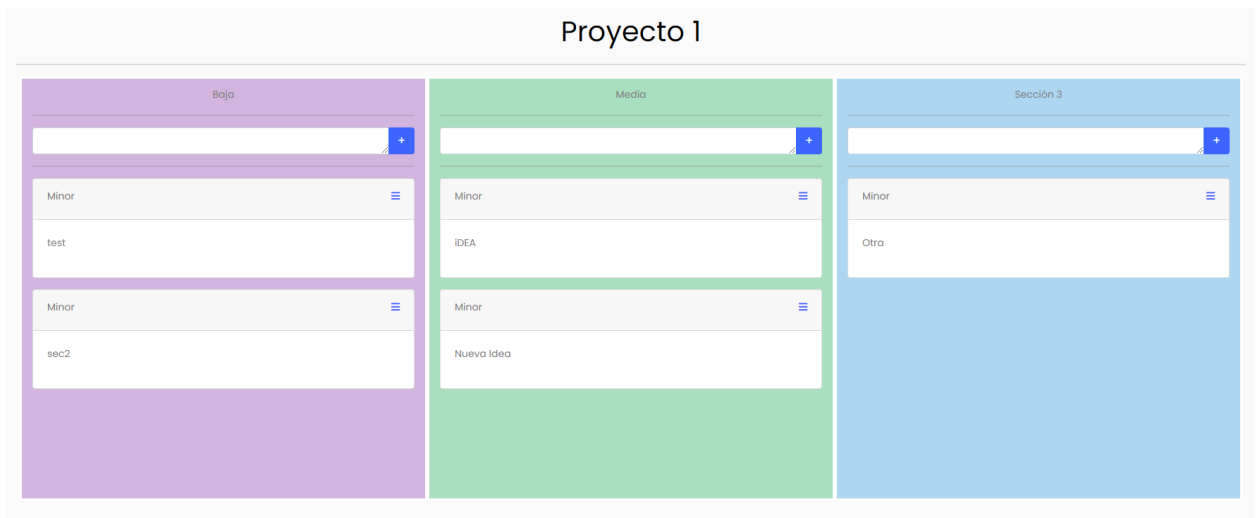 Proyecto 1
Baja
+
Minor
test
Minor
sec2
Media
+
Minor
iDEA
Minor
Nueva Idea
Sección 3
+
Minor
Otra